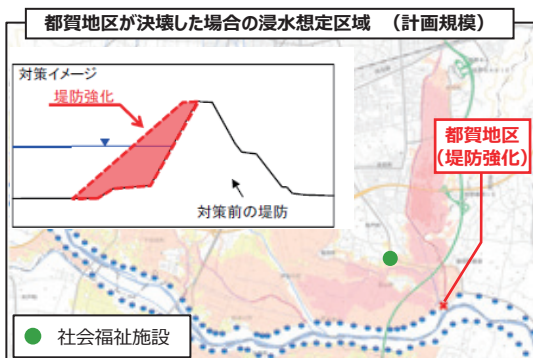 都賀地区が決壊した場合の浸水想定区域 （計画規模）
対策イメージ
堤防強化
対策前の堤防
都賀地区
（堤防強化）
社会福祉施設